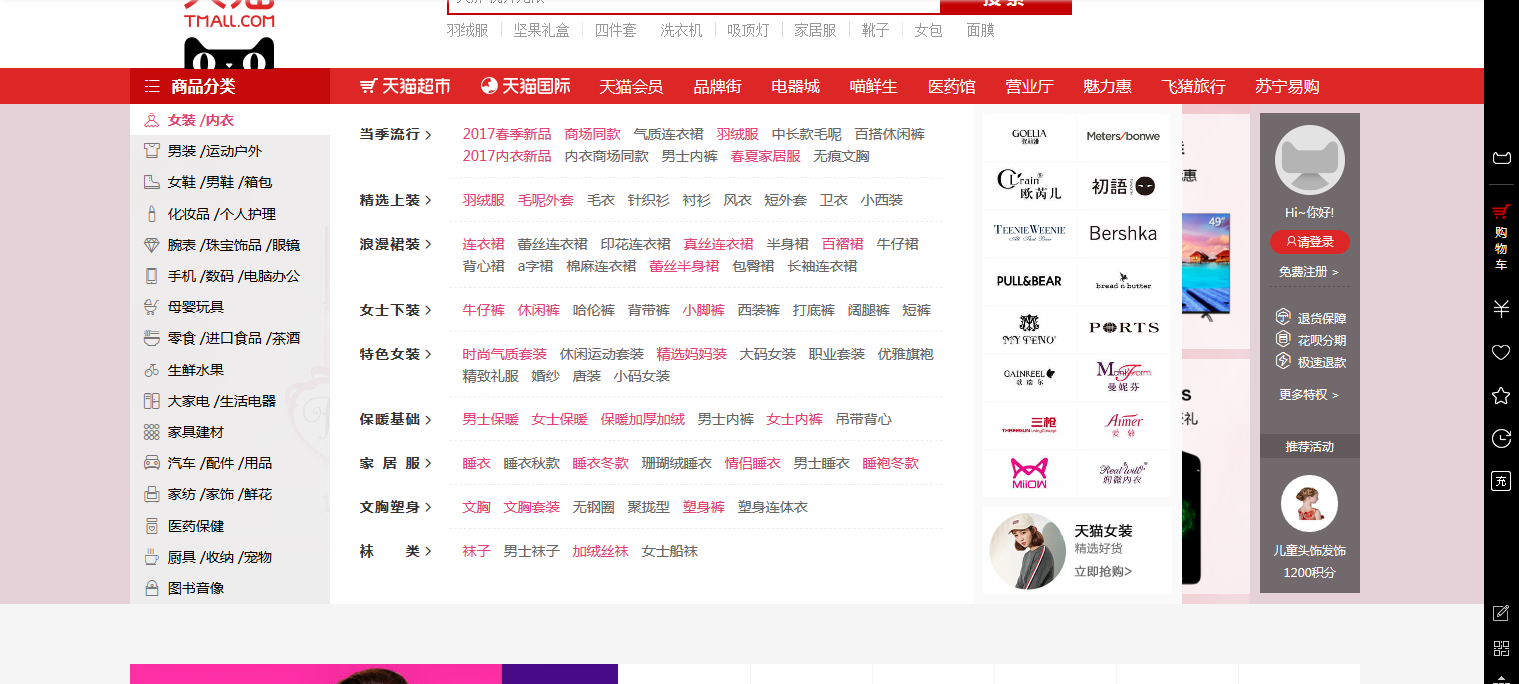 天猫
TMALL.COM
搜索
羽绒服 坚果礼盒 四件套 洗衣机 吸顶灯 家居服 靴子 女包 面膜
商品分类 天猫超市 天猫国际 天猫会员 品牌街 电器城 喵鲜生 医药馆 营业厅 魅力惠 飞猪旅行 苏宁易购
女装 /内衣
男装 /运动户外
女鞋 /男鞋 /箱包
化妆品 /个人护理
腕表 /珠宝饰品 /眼镜
手机 /数码 /电脑办公
母婴玩具
零食 /进口食品 /茶酒
生鲜水果
大家电 /生活电器
家具建材
汽车 /配件 /用品
家纺 /家饰 /鲜花
医药保健
厨具 /收纳 /宠物
图书音像
当季流行 > 2017春季新品 商场同款 气质连衣裙 羽绒服 中长款毛呢 百搭休闲裤
2017内衣新品 内衣商场同款 男士内裤 春夏家居服 无痕文胸
精选上装 > 羽绒服 毛呢外套 毛衣 针织衫 衬衫 风衣 短外套 卫衣 小西装
浪漫裙装 > 连衣裙 蕾丝连衣裙 印花连衣裙 真丝连衣裙 半身裙 百褶裙 牛仔裙
背心裙 a字裙 棉麻连衣裙 蕾丝半身裙 包臀裙 长袖连衣裙
女士下装 > 牛仔裤 休闲裤 哈伦裤 背带裤 小脚裤 西装裤 打底裤 阔腿裤 短裤
特色女装 > 时尚气质套装 休闲运动套装 精选妈妈装 大码女装 职业套装 优雅旗袍
精致礼服 婚纱 唐装 小码女装
保暖基础 > 男士保暖 女士保暖 保暖加厚加绒 男士内裤 女士内裤 吊带背心
家 居 服 > 睡衣 睡衣秋款 睡衣冬款 珊瑚绒睡衣 情侣睡衣 男士睡衣 睡袍冬款
文胸塑身 > 文胸 文胸套装 无钢圈 聚拢型 塑身裤 塑身连体衣
袜 类 > 袜子 男士袜子 加绒丝袜 女士船袜
GOELIA Meters/bonwe
歌莉娅
Clrain® 初語
欧芮儿
TEENIE WEENIE Bershka
PULL&BEAR bread n butter
MY TENO® PORTS
GAINREEL ManiForm
歌瑞尔 曼妮芬
三枪 Aimer
THREEGUN Living Concept 爱慕
MiiOW Real Will®
润微内衣
天猫女装
精选好货
立即抢购>
惠
49"
s
礼
Hi~你好!
请登录
免费注册 >
退货保障
花呗分期
极速退款
更多特权 >
推荐活动
儿童头饰发饰
1200积分
购物车
充